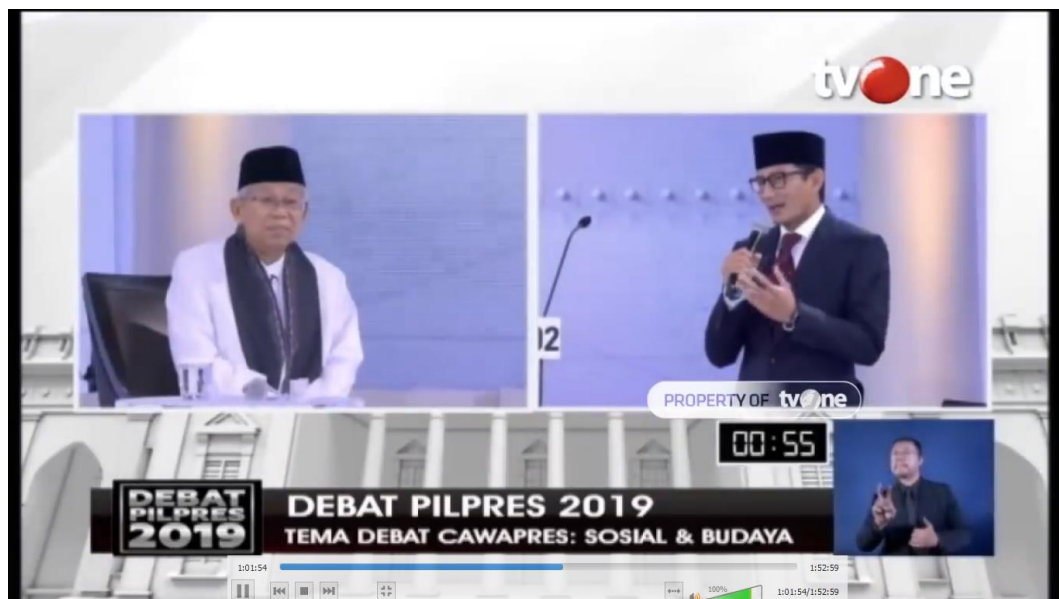 tvOne
02
PROPERTY OF tvOne
00:55
DEBAT
PILPRES
2019
DEBAT PILPRES 2019
TEMA DEBAT CAWAPRES: SOSIAL & BUDAYA
1:01:54
1:52:59
100%
1:01:54/1:52:59